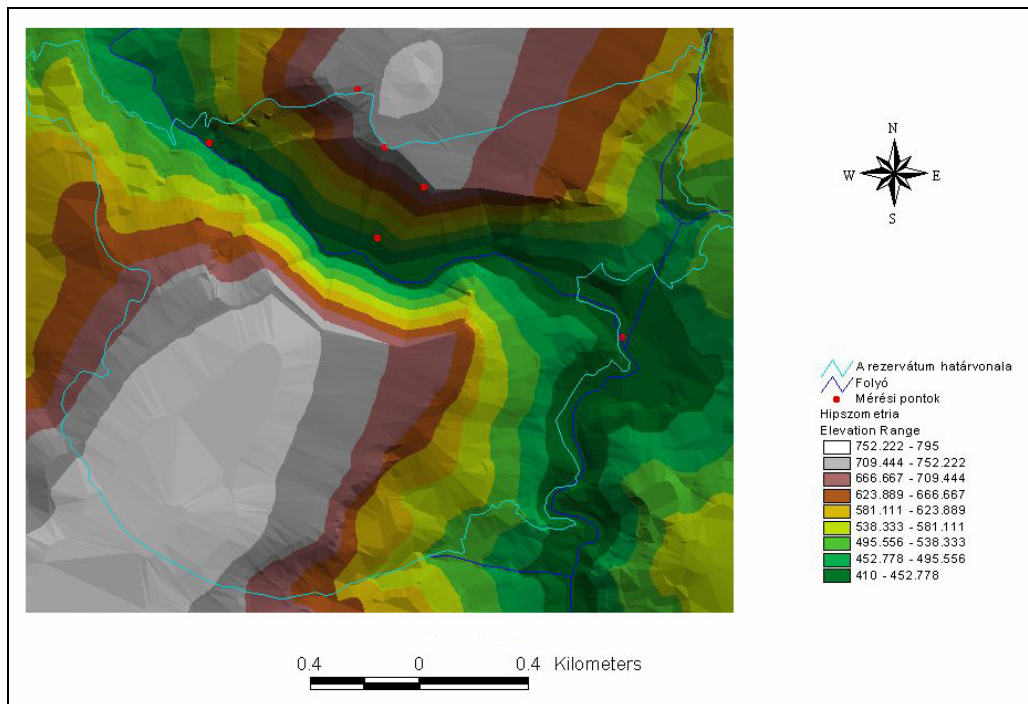 N
W E
S
A rezervátum határvonala
Folyó
Mérési pontok
Hipszometria
Elevation Range
752.222 - 795
709.444 - 752.222
666.667 - 709.444
623.889 - 666.667
581.111 - 623.889
538.333 - 581.111
495.556 - 538.333
452.778 - 495.556
410 - 452.778
0.4 0 0.4 Kilometers